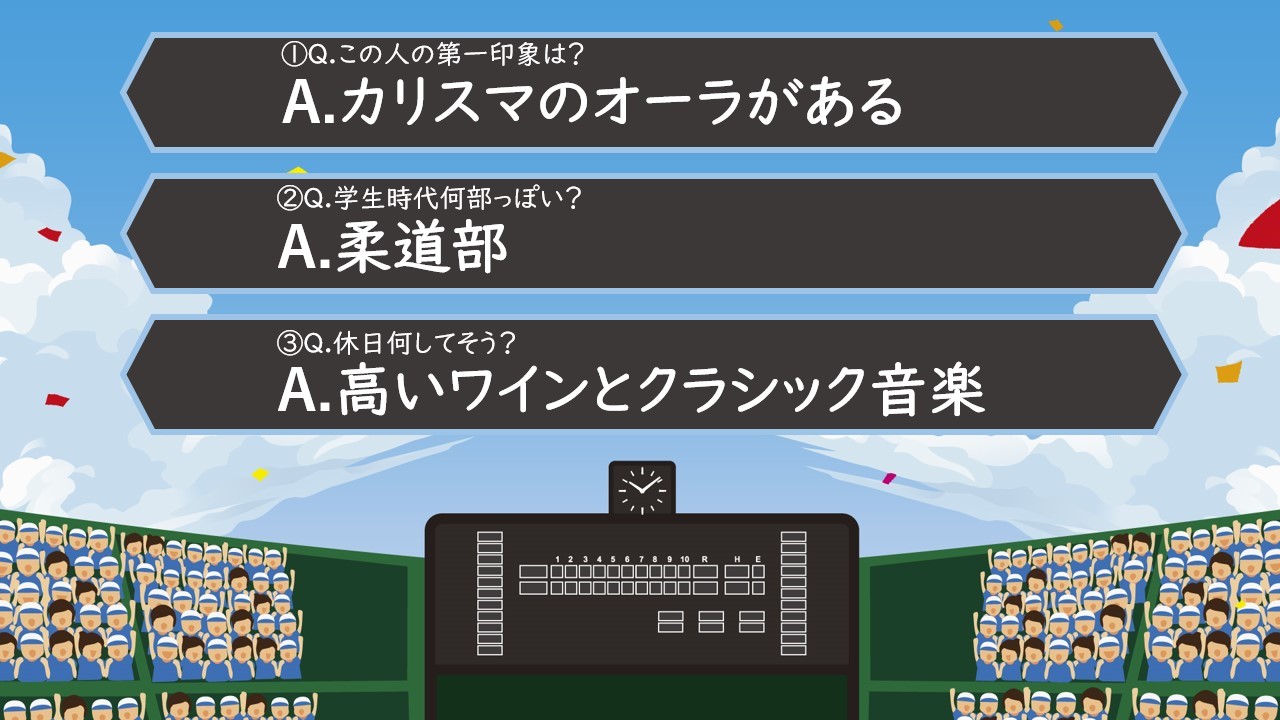 ①Q.この人の第一印象は?
A.カリスマのオーラがある
②Q.学生時代何部っぽい?
A.柔道部
③Q.休日何してそう?
A.高いワインとクラシック音楽
1 2 3 4 5 6 7 8 9 10 R H E